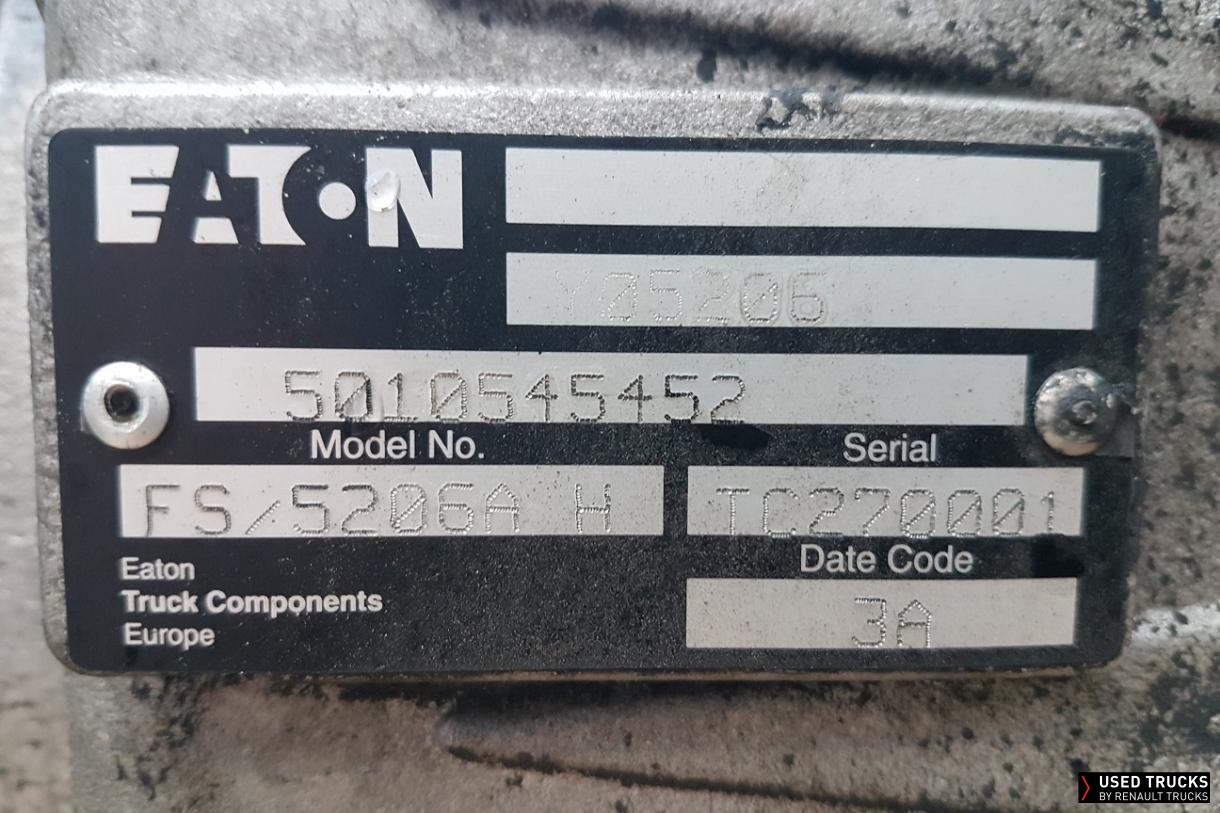 EATON
Y05206
5010545452
Model No.
Serial
FS/5206A H
TC270001
Date Code
Eaton
Truck Components
Europe
3A
USED TRUCKS
BY RENAULT TRUCKS